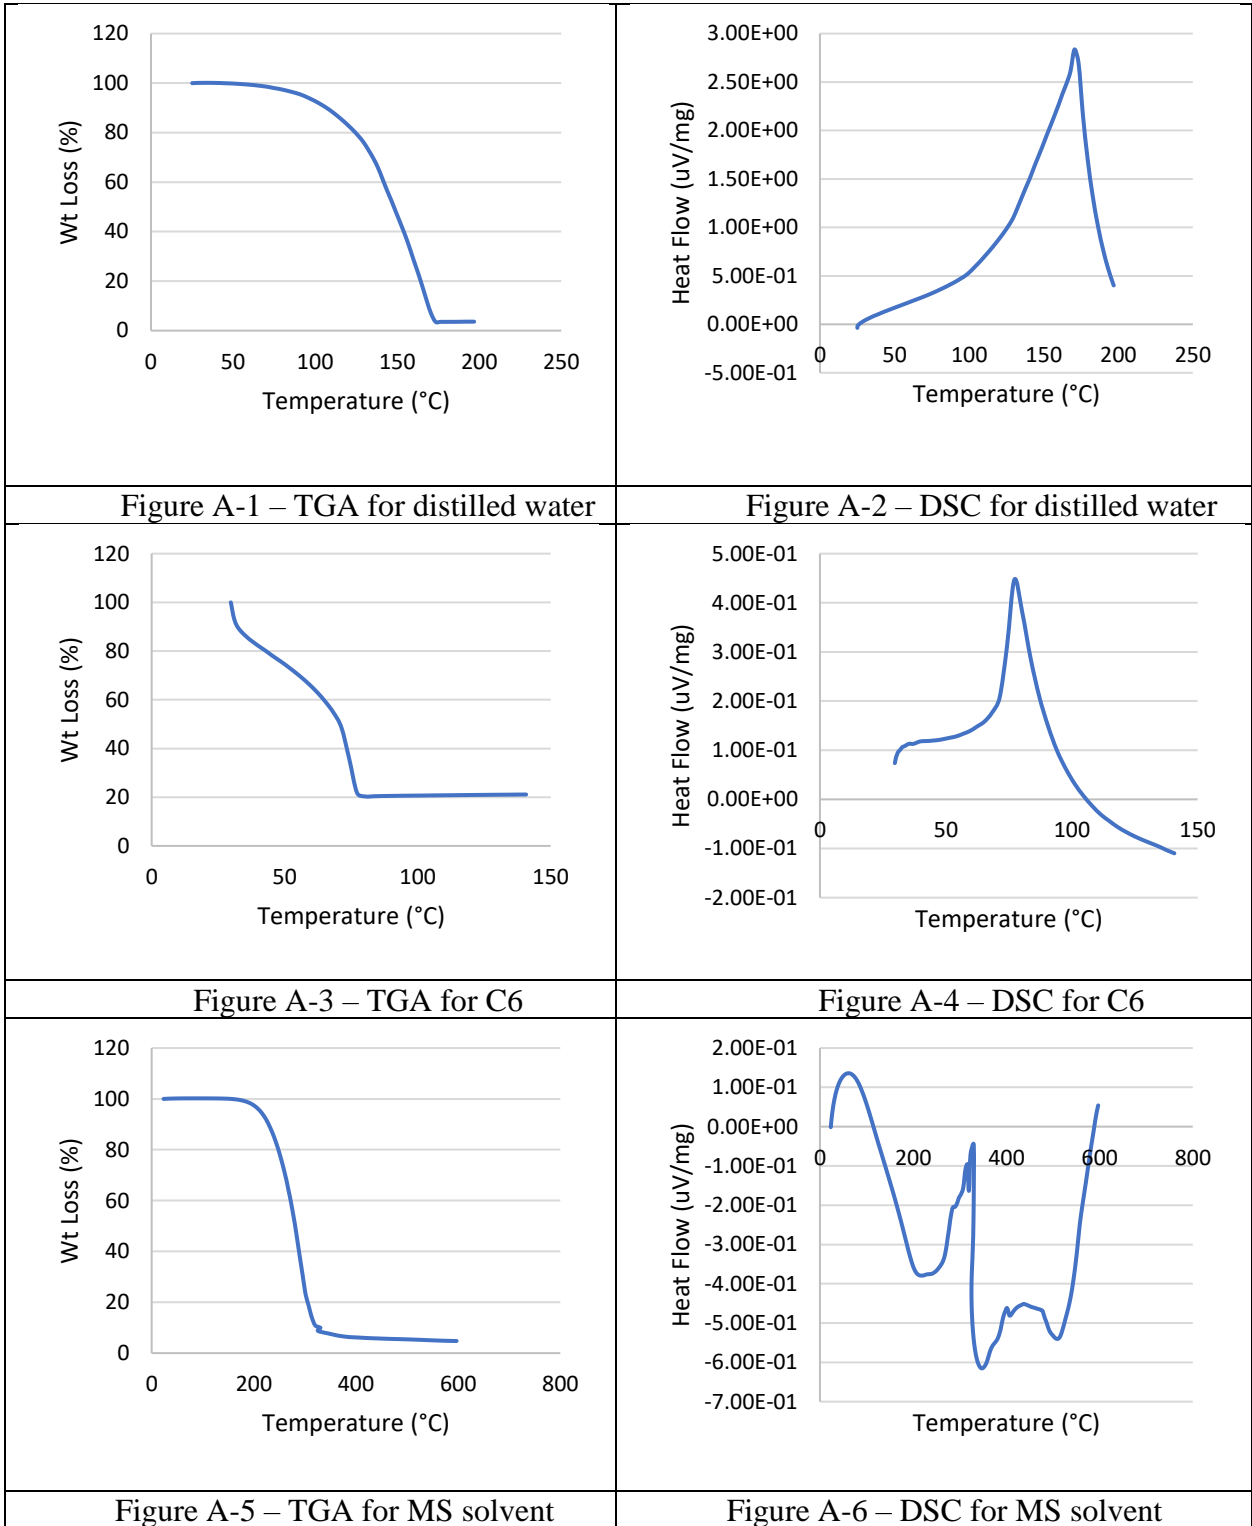 120
100
80
60
40
20
0
0 50 100 150 200 250
Wt Loss (%)
Temperature (°C)
3.00E+00
2.50E+00
2.00E+00
1.50E+00
1.00E+00
5.00E-01
0.00E+00
-5.00E-01
0 50 100 150 200 250
Heat Flow (uV/mg)
Temperature (°C)
Figure A-1 – TGA for distilled water
Figure A-2 – DSC for distilled water
120
100
80
60
40
20
0
0 50 100 150
Wt Loss (%)
Temperature (°C)
5.00E-01
4.00E-01
3.00E-01
2.00E-01
1.00E-01
0.00E+00
-1.00E-01
-2.00E-01
0 50 100 150
Heat Flow (uV/mg)
Temperature (°C)
Figure A-3 – TGA for C6
Figure A-4 – DSC for C6
120
100
80
60
40
20
0
0 200 400 600 800
Wt Loss (%)
Temperature (°C)
2.00E-01
1.00E-01
0.00E+00
-1.00E-01
-2.00E-01
-3.00E-01
-4.00E-01
-5.00E-01
-6.00E-01
-7.00E-01
0 200 400 600 800
Heat Flow (uV/mg)
Temperature (°C)
Figure A-5 – TGA for MS solvent
Figure A-6 – DSC for MS solvent